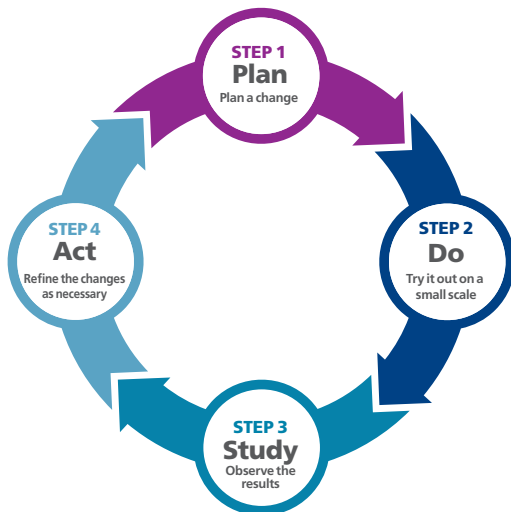 STEP 1
Plan
Plan a change
STEP 2
Do
Try it out on a
small scale
STEP 3
Study
Observe the
results
STEP 4
Act
Refine the changes
as necessary